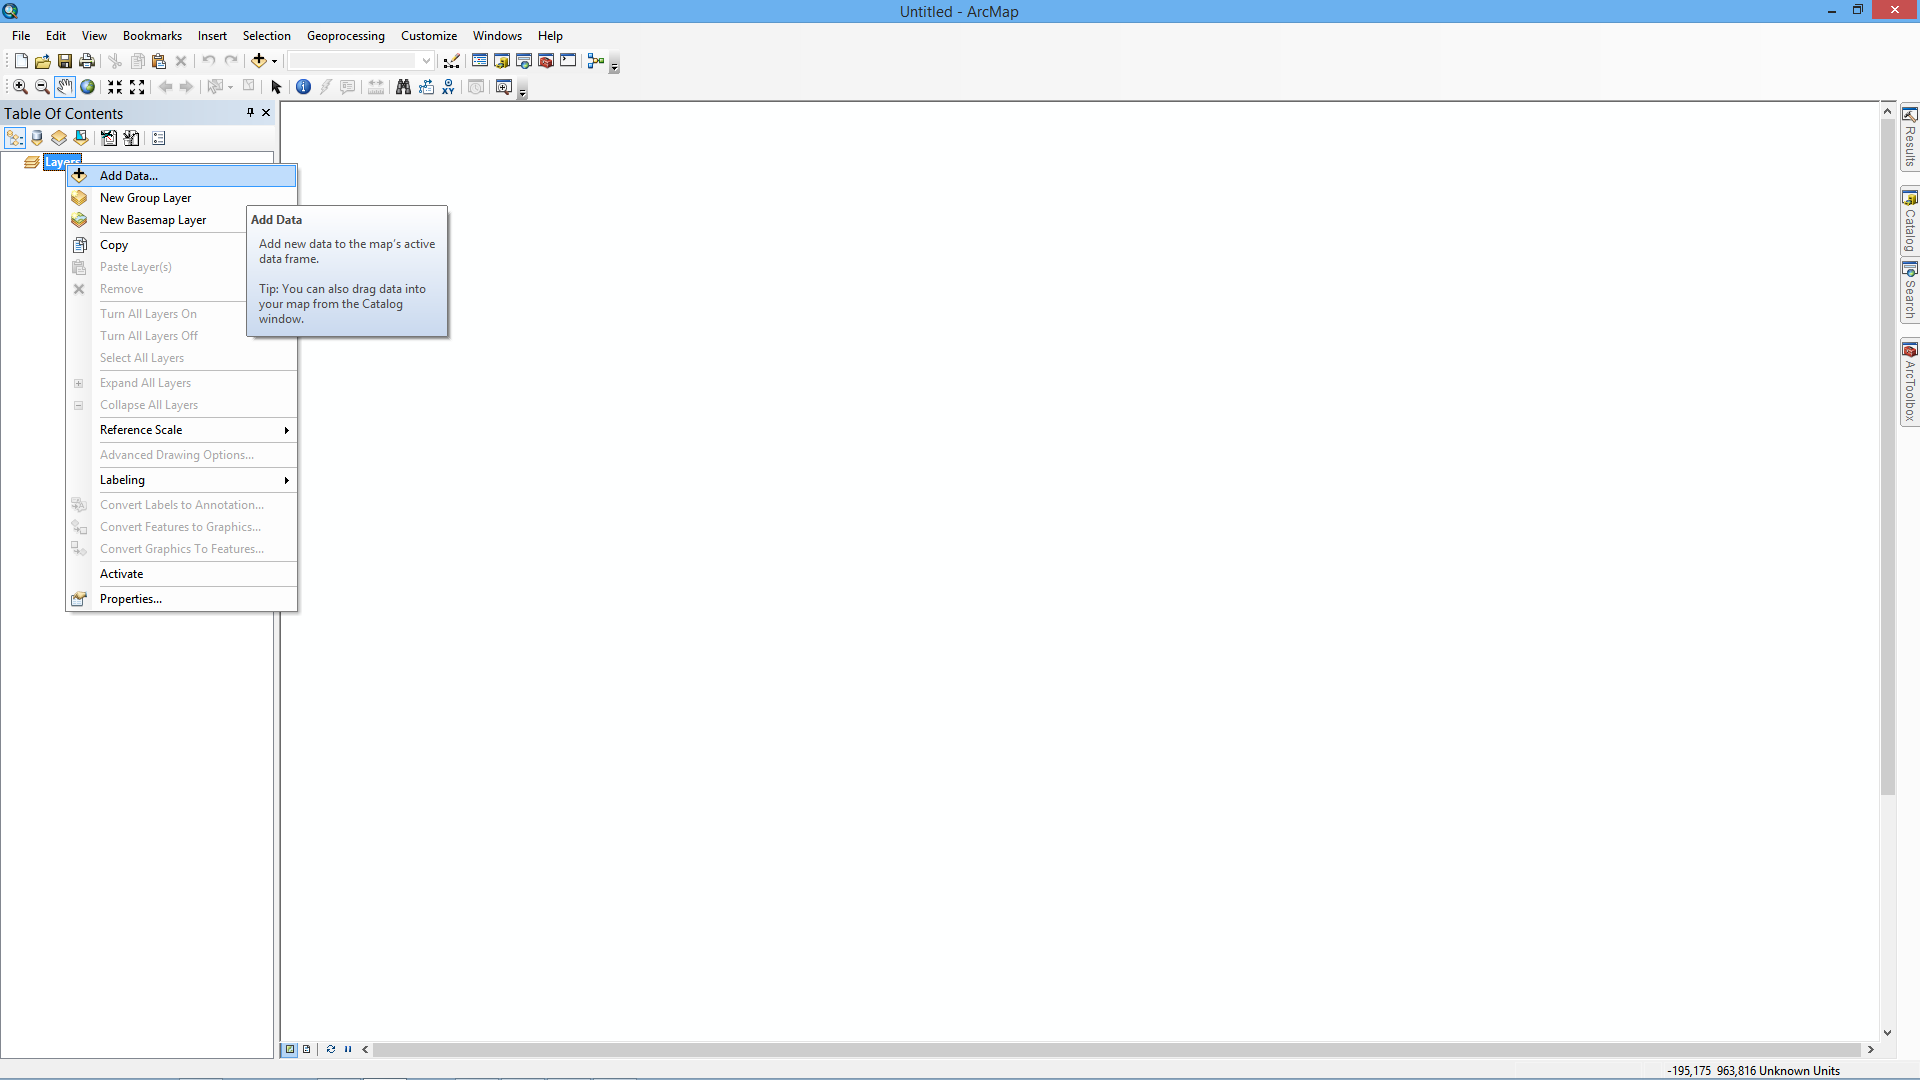 Untitled - ArcMap
File Edit View Bookmarks Insert Selection Geoprocessing Customize Windows Help
Table Of Contents
Layers
Add Data...
New Group Layer
New Basemap Layer
Copy
Paste Layer(s)
Remove
Turn All Layers On
Turn All Layers Off
Select All Layers
Expand All Layers
Collapse All Layers
Reference Scale
Advanced Drawing Options...
Labeling
Convert Labels to Annotation...
Convert Features to Graphics...
Convert Graphics To Features...
Activate
Properties...
Add Data
Add new data to the map's active
data frame.
Tip: You can also drag data into
your map from the Catalog
window.
Results
Catalog
Search
ArcToolbox
-195,175 963,816 Unknown Units